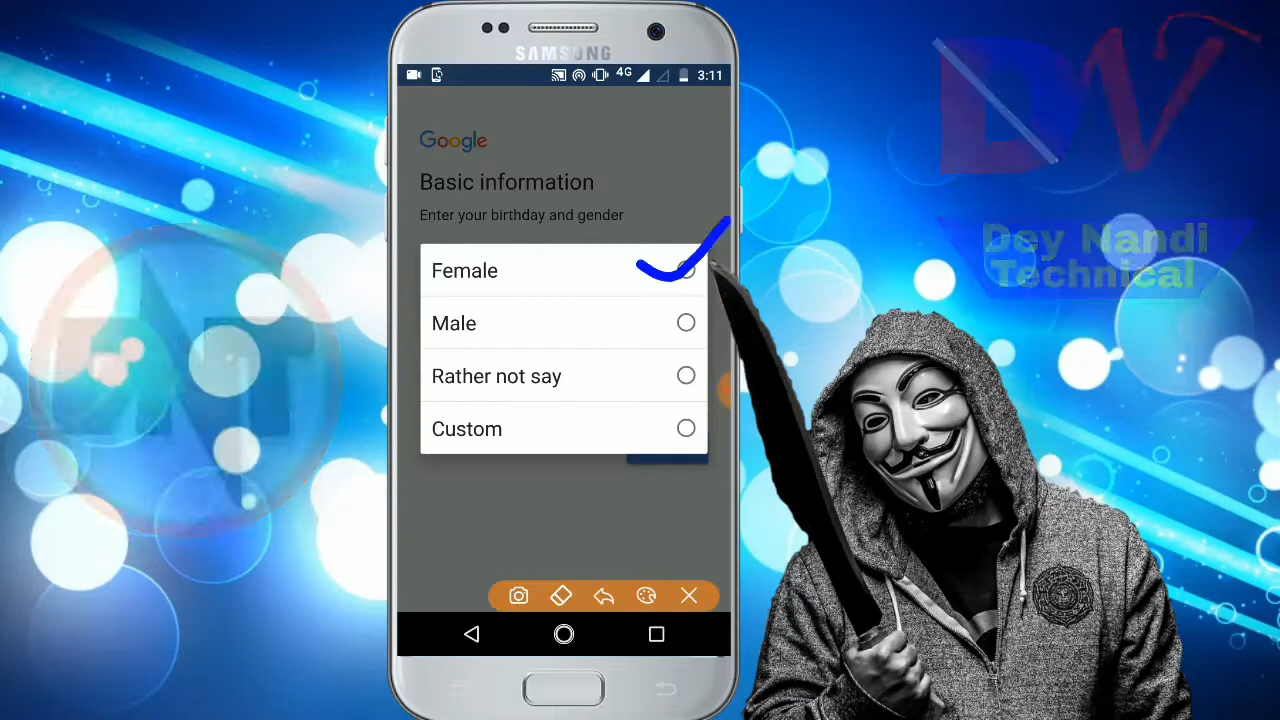 SAMSUNG
4G
3:11
Google
Basic information
Enter your birthday and gender
Female
Male
Rather not say
Custom
DN
Dey Nandi
Technical